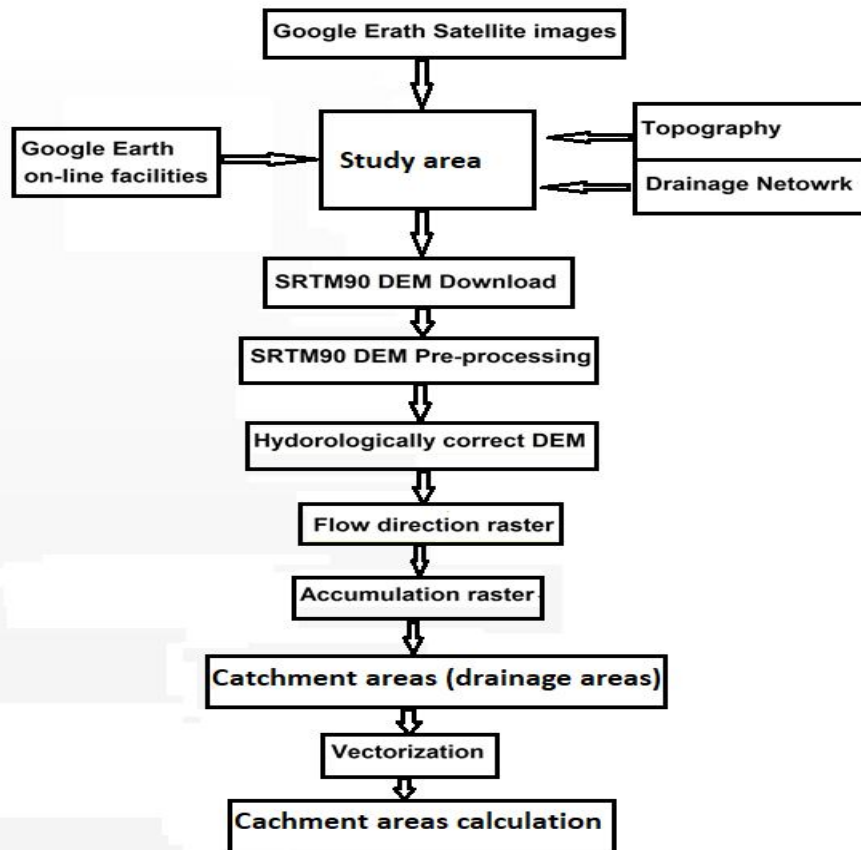 Google Erath Satellite images
Google Earth
on-line facilities
Study area
Topography
Drainage Netowrk
SRTM90 DEM Download
SRTM90 DEM Pre-processing
Hydorologically correct DEM
Flow direction raster
Accumulation raster
Catchment areas (drainage areas)
Vectorization
Cachment areas calculation